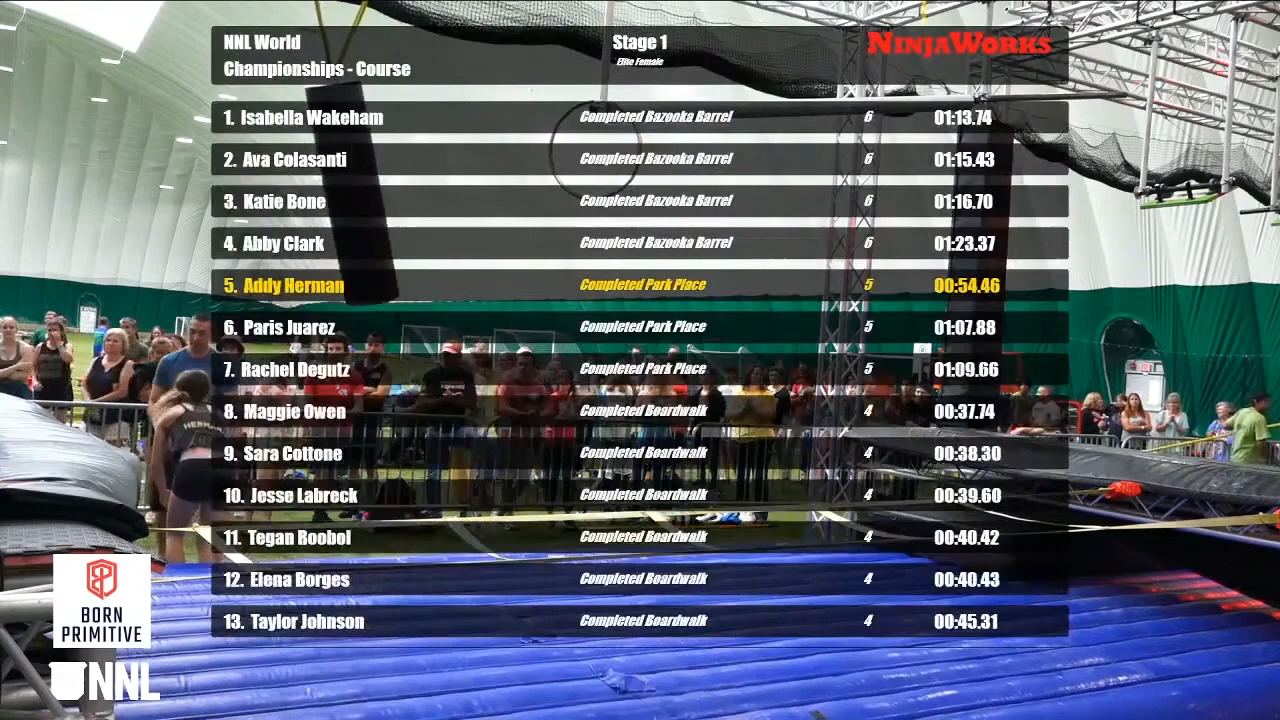 NNL World
Championships - Course
Stage 1
Elite Female
NINJAWORKS
1. Isabella Wakeham Completed Bazooka Barrel 6 01:13.74
2. Ava Colasanti Completed Bazooka Barrel 6 01:15.43
3. Katie Bone Completed Bazooka Barrel 6 01:16.70
4. Abby Clark Completed Bazooka Barrel 6 01:23.37
5. Addy Herman Completed Park Place 5 00:54.46
6. Paris Juarez Completed Park Place 5 01:07.88
7. Rachel Degutz Completed Park Place 5 01:09.66
8. Maggie Owen Completed Boardwalk 4 00:37.74
9. Sara Cottone Completed Boardwalk 4 00:38.30
10. Jesse Labreck Completed Boardwalk 4 00:39.60
11. Tegan Roobol Completed Boardwalk 4 00:40.42
12. Elena Borges Completed Boardwalk 4 00:40.43
13. Taylor Johnson Completed Boardwalk 4 00:45.31
HERMAN
BORN
PRIMITIVE
NNL